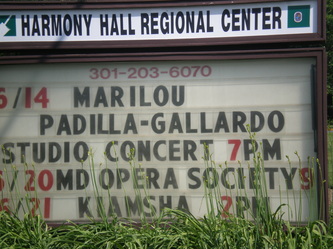 HARMONY HALL REGIONAL CENTER
301-203-6070
6/14 MARILOU
PADILLA-GALLARDO
STUDIO CONCERT 7PM
6/20 MD OPERA SOCIETY 8
6/21 KIAMSHA 2PM